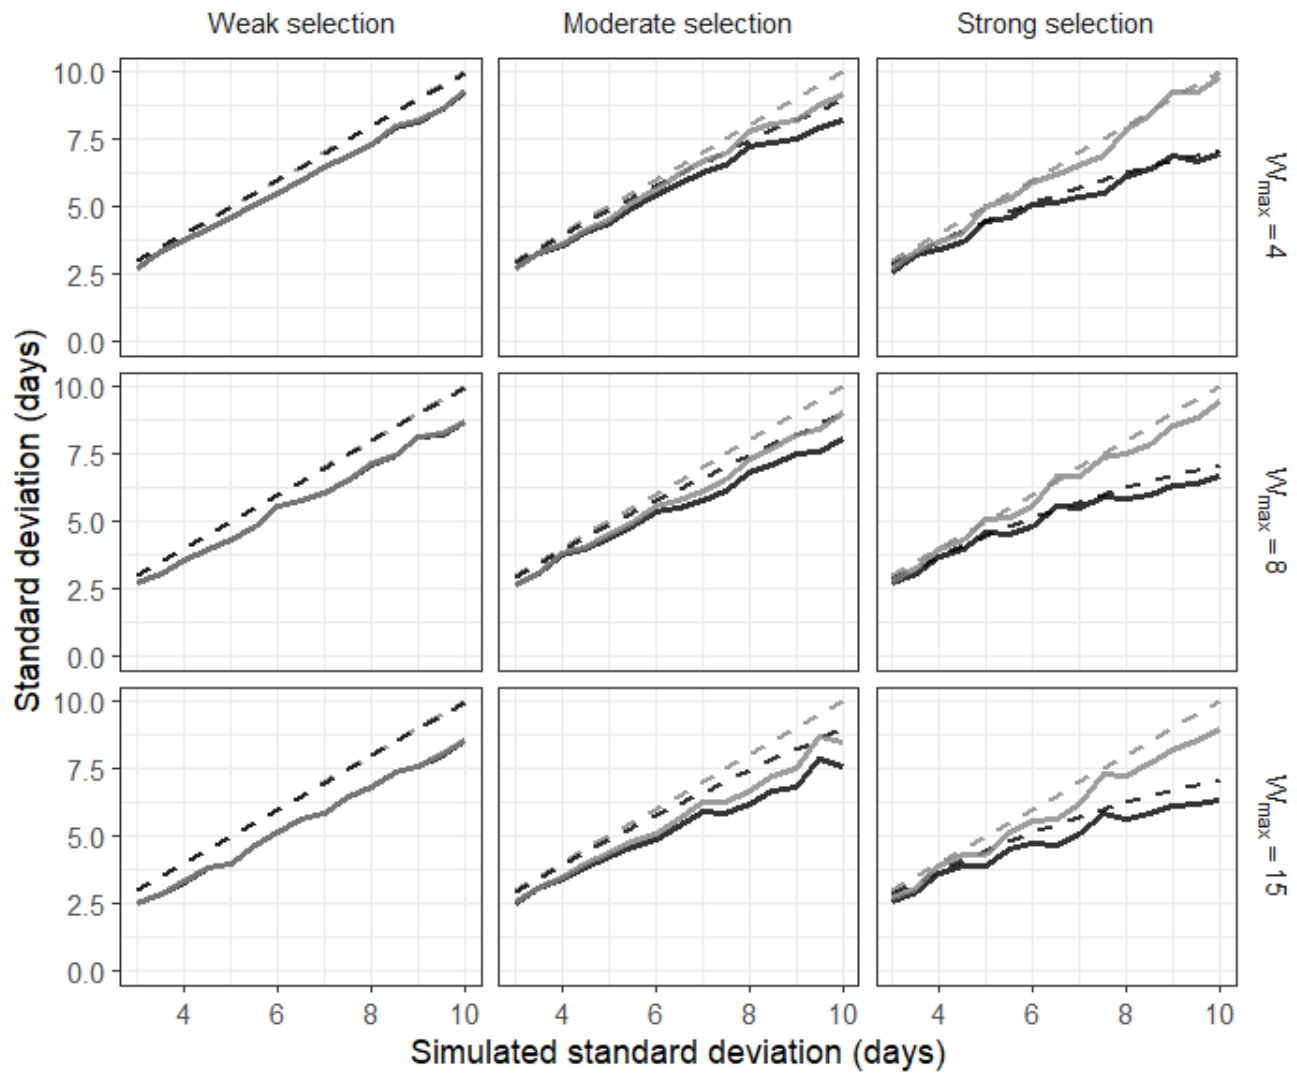 Weak selection Moderate selection Strong selection
10.0
7.5
5.0
2.5
0.0
Wmax = 4
10.0
7.5
5.0
2.5
0.0
Wmax = 8
10.0
7.5
5.0
2.5
0.0
Wmax = 15
Standard deviation (days)
4 6 8 10 4 6 8 10 4 6 8 10
Simulated standard deviation (days)